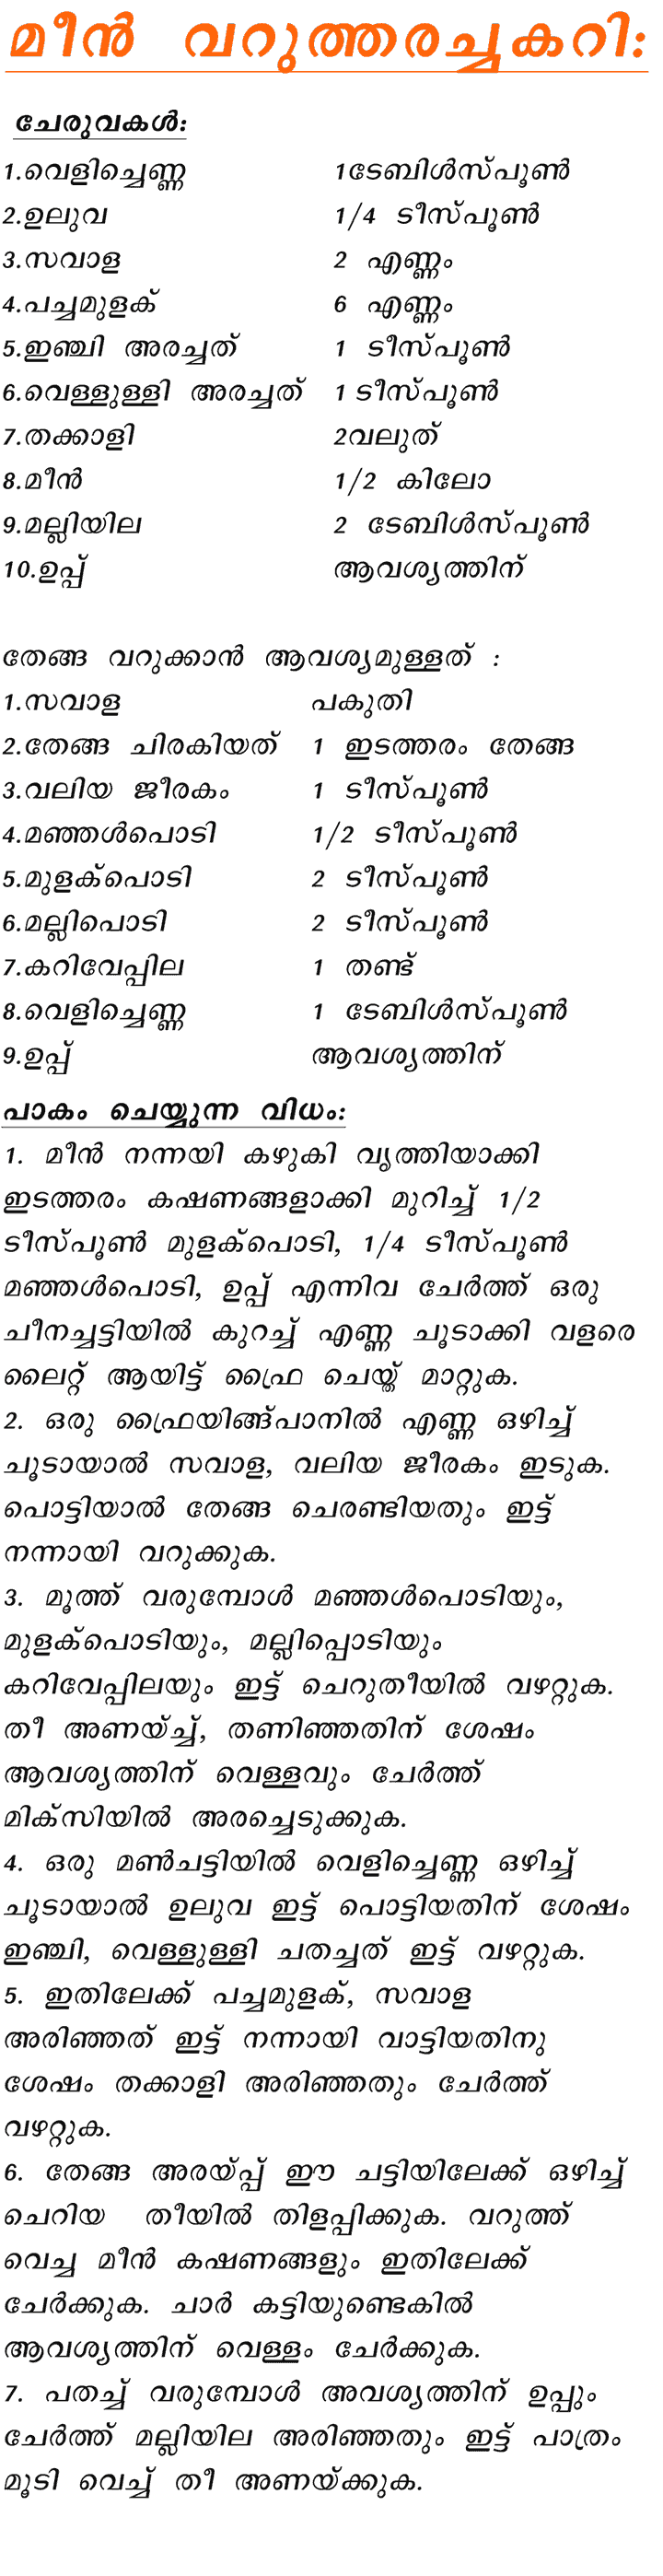 മീൻ വറുത്തരച്ചകറി:
ചേരുവകൾ:
1.വെളിച്ചെണ്ണ 1ടേബിൾസ്പൂൺ
2.ഉലുവ 1/4 ടീസ്പൂൺ
3.സവാള 2 എണ്ണം
4.പച്ചമുളക് 6 എണ്ണം
5.ഇഞ്ചി അരച്ചത് 1 ടീസ്പൂൺ
6.വെള്ളുള്ളി അരച്ചത് 1 ടീസ്പൂൺ
7.തക്കാളി 2വലുത്
8.മീൻ 1/2 കിലോ
9.മല്ലിയില 2 ടേബിൾസ്പൂൺ
10.ഉപ്പ് ആവശ്യത്തിന്
തേങ്ങ വറുക്കാൻ ആവശ്യമുള്ളത് :
1.സവാള പകുതി
2.തേങ്ങ ചിരകിയത് 1 ഇടത്തരം തേങ്ങ
3.വലിയ ജീരകം 1 ടീസ്പൂൺ
4.മഞ്ഞൾപൊടി 1/2 ടീസ്പൂൺ
5.മുളക്പൊടി 2 ടീസ്പൂൺ
6.മല്ലിപൊടി 2 ടീസ്പൂൺ
7.കറിവേപ്പില 1 തണ്ട്
8.വെളിച്ചെണ്ണ 1 ടേബിൾസ്പൂൺ
9.ഉപ്പ് ആവശ്യത്തിന്
പാകം ചെയ്യുന്ന വിധം:
1. മീൻ നന്നയി കഴുകി വൃത്തിയാക്കി
ഇടത്തരം കഷണങ്ങളാക്കി മുറിച്ച് 1/2
ടീസ്പൂൺ മുളക്പൊടി, 1/4 ടീസ്പൂൺ
മഞ്ഞൾപൊടി, ഉപ്പ് എന്നിവ ചേർത്ത് ഒരു
ചീനച്ചട്ടിയിൽ കുറച്ച് എണ്ണ ചൂടാക്കി വളരെ
ലൈറ്റ് ആയിട്ട് ഫ്രൈ ചെയ്ത് മാറ്റുക.
2. ഒരു ഫ്രൈയിങ്ങ്പാനിൽ എണ്ണ ഒഴിച്ച്
ചൂടായാൽ സവാള, വലിയ ജീരകം ഇടുക.
പൊട്ടിയാൽ തേങ്ങ ചെരണ്ടിയതും ഇട്ട്
നന്നായി വറുക്കുക.
3. മൂത്ത് വരുമ്പോൾ മഞ്ഞൾപൊടിയും,
മുളക്പൊടിയും, മല്ലിപ്പൊടിയും
കറിവേപ്പിലയും ഇട്ട് ചെറുതീയിൽ വഴറ്റുക.
തീ അണയ്ച്ച്, തണിഞ്ഞതിന് ശേഷം
ആവശ്യത്തിന് വെള്ളവും ചേർത്ത്
മിക്സിയിൽ അരച്ചെടുക്കുക.
4. ഒരു മൺചട്ടിയിൽ വെളിച്ചെണ്ണ ഒഴിച്ച്
ചൂടായാൽ ഉലുവ ഇട്ട് പൊട്ടിയതിന് ശേഷം
ഇഞ്ചി, വെള്ളുള്ളി ചതച്ചത് ഇട്ട് വഴറ്റുക.
5. ഇതിലേക്ക് പച്ചമുളക്, സവാള
അരിഞ്ഞത് ഇട്ട് നന്നായി വാട്ടിയതിനു
ശേഷം തക്കാളി അരിഞ്ഞതും ചേർത്ത്
വഴറ്റുക.
6. തേങ്ങ അരയ്പ്പ് ഈ ചട്ടിയിലേക്ക് ഒഴിച്ച്
ചെറിയ തീയിൽ തിളപ്പിക്കുക. വറുത്ത്
വെച്ച മീൻ കഷണങ്ങളും ഇതിലേക്ക്
ചേർക്കുക. ചാർ കട്ടിയുണ്ടെകിൽ
ആവശ്യത്തിന് വെള്ളം ചേർക്കുക.
7. പതച്ച് വരുമ്പോൾ അവശ്യത്തിന് ഉപ്പും
ചേർത്ത് മല്ലിയില അരിഞ്ഞതും ഇട്ട് പാത്രം
മൂടി വെച്ച് തീ അണയ്ക്കുക.